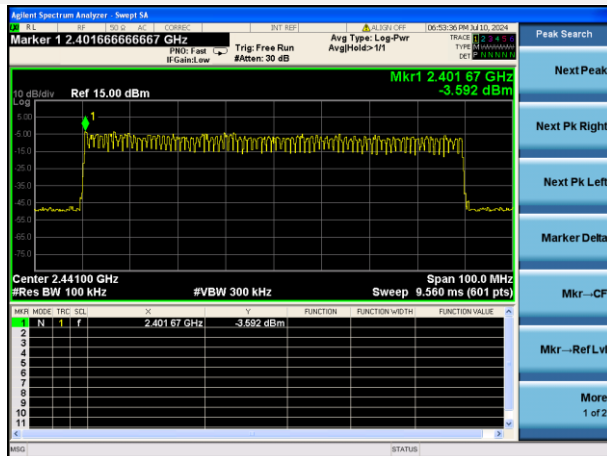 Agilent Spectrum Analyzer - Swept SA
RL RF 50 Ω AC CORREC INT REF ALIGN OFF 06:53:36 PM Jul 10, 2024
Marker 1 2.401666666667 GHz
PNO: Fast
IFGain:Low
Trig: Free Run
#Atten: 30 dB
Avg Type: Log-Pwr
Avg|Hold:>1/1
TRACE 1 2 3 4 5 6
TYPE M
DET P N N N N N
Mkr1 2.401 67 GHz
-3.592 dBm
10 dB/div
Log
Ref 15.00 dBm
1
5.00
-5.00
-15.0
-25.0
-35.0
-45.0
-55.0
-65.0
-75.0
Center 2.44100 GHz
Span 100.0 MHz
#Res BW 100 kHz
#VBW 300 kHz
Sweep 9.560 ms (601 pts)
MKR MODE TRC SCL X Y FUNCTION FUNCTION WIDTH FUNCTION VALUE
1 N 1 f 2.401 67 GHz -3.592 dBm
2
3
4
5
6
7
8
9
10
11
MSG
STATUS
Peak Search
Next Peak
Next Pk Right
Next Pk Left
Marker Delta
Mkr→CF
Mkr→Ref Lvl
More
1 of 2